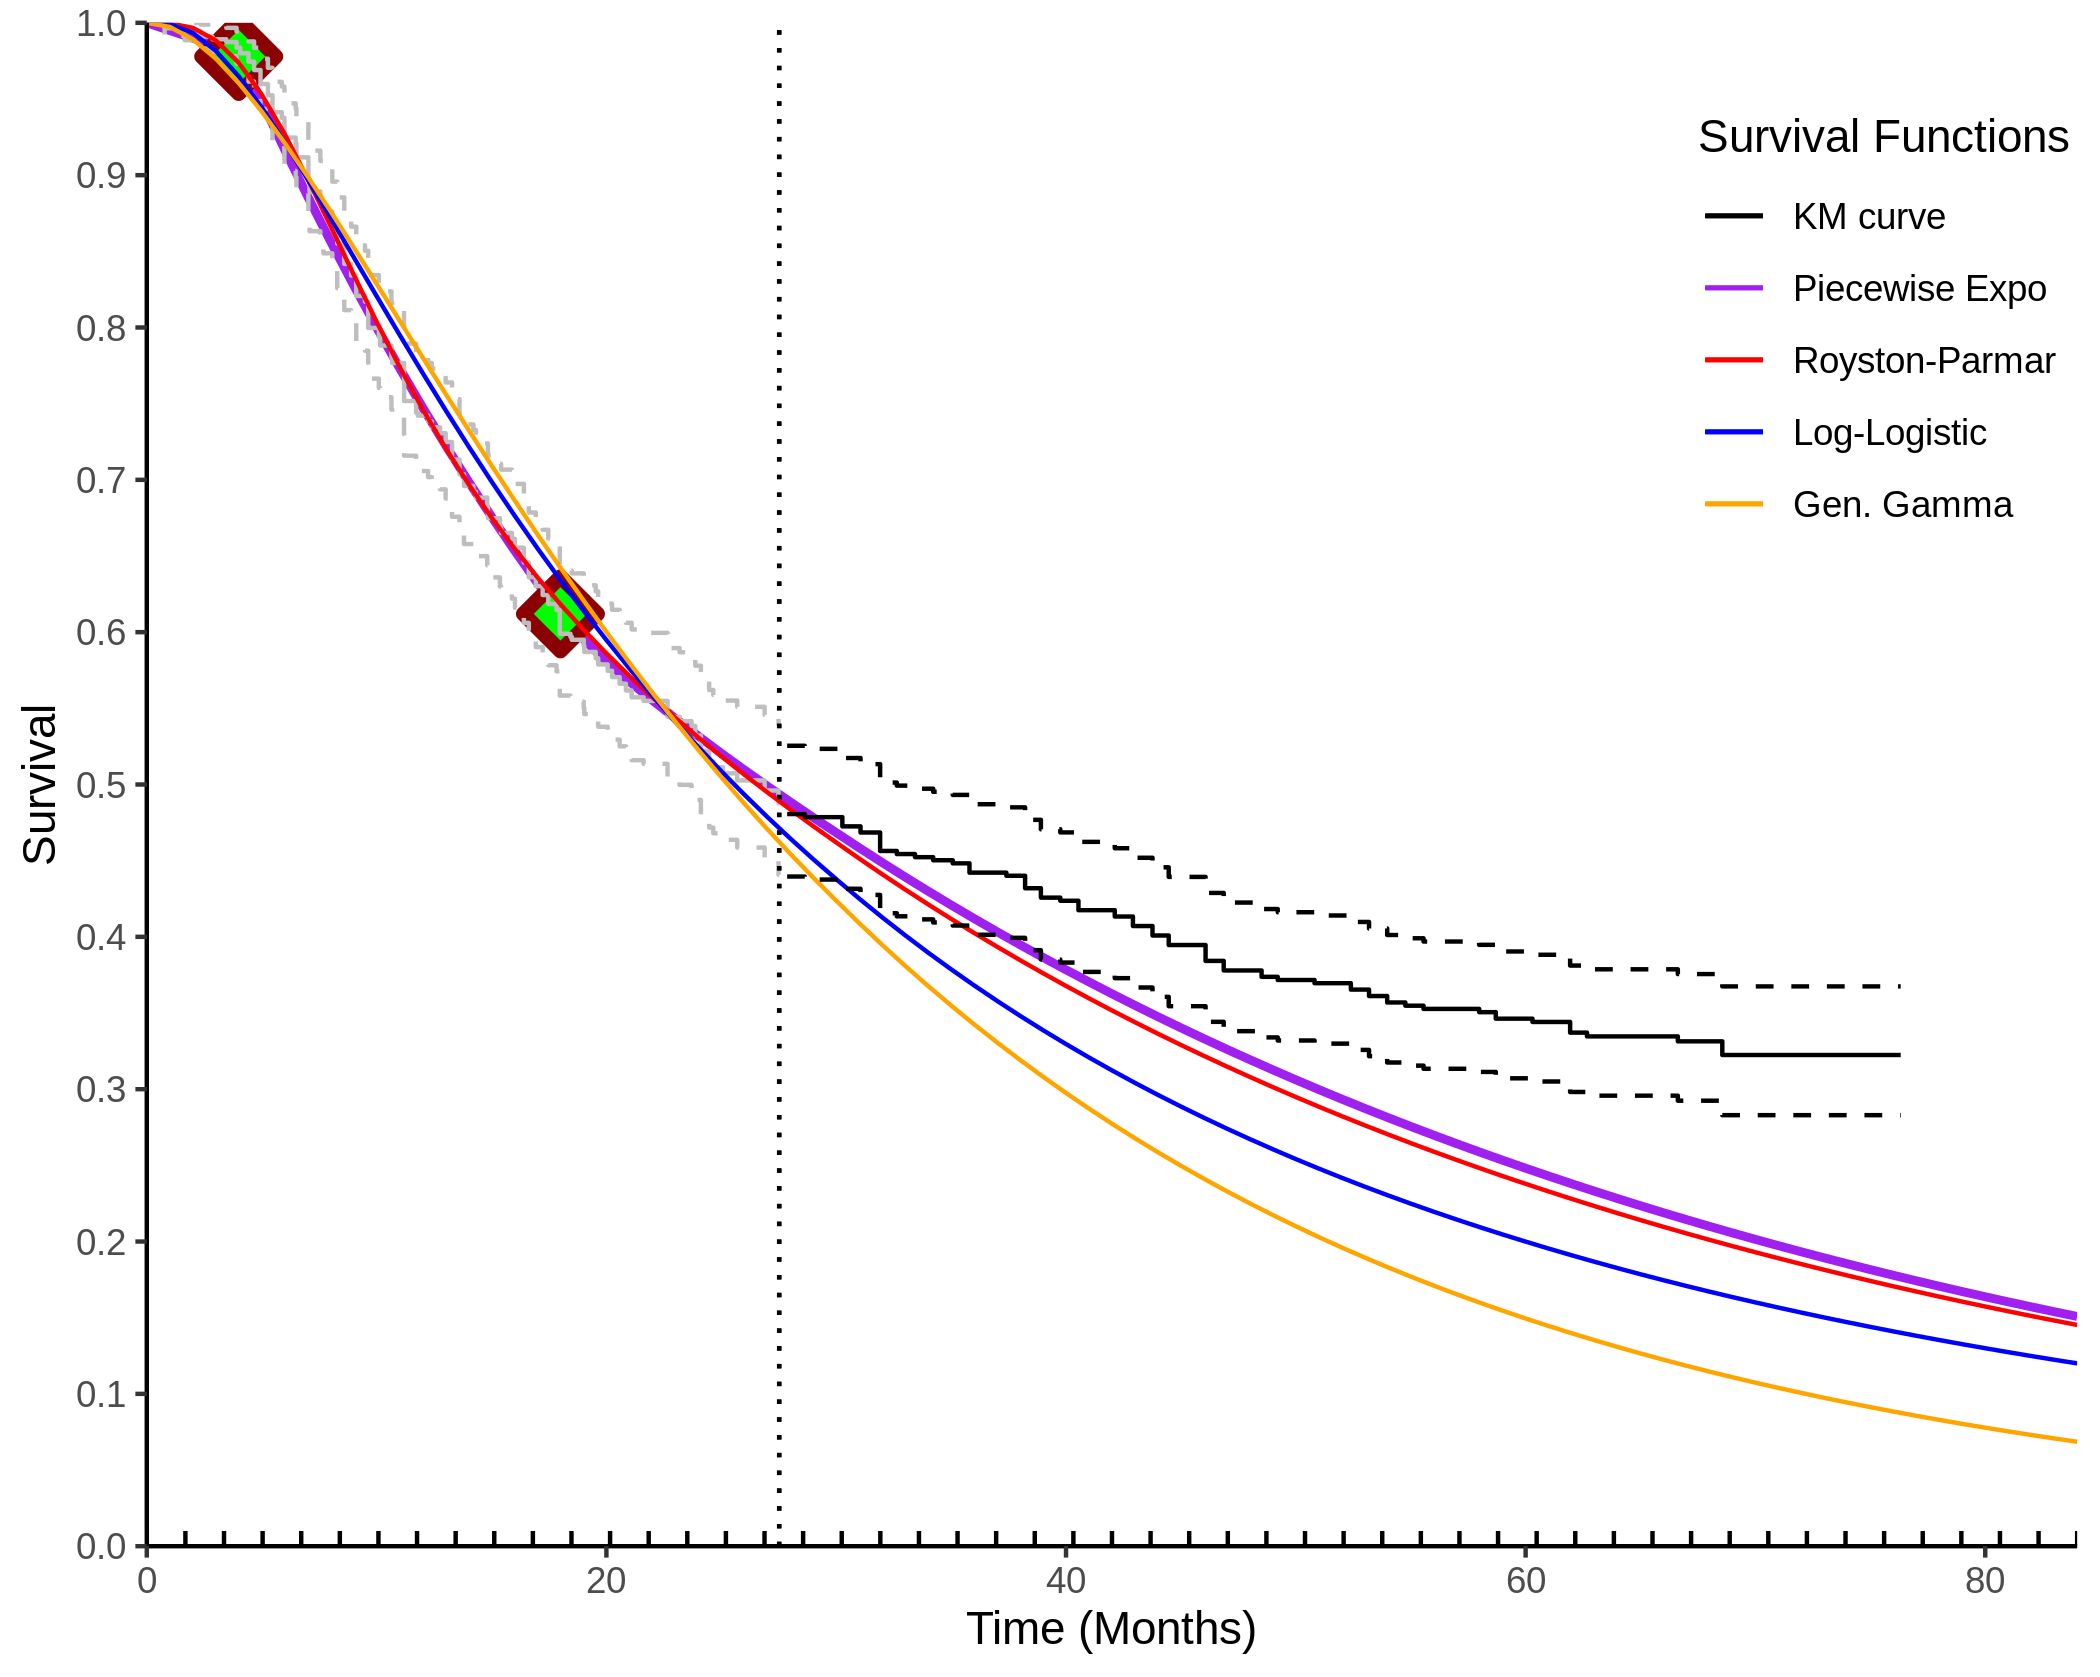 Survival Functions
KM curve
Piecewise Expo
Royston-Parmar
Log-Logistic
Gen. Gamma
Survival
1.0
0.9
0.8
0.7
0.6
0.5
0.4
0.3
0.2
0.1
0.0
0 20 40 60 80
Time (Months)